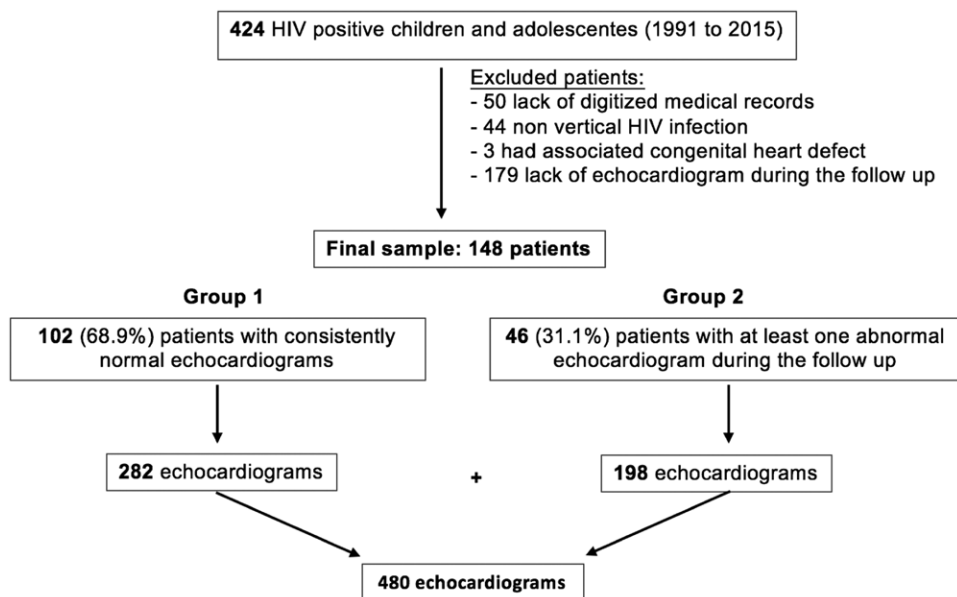 424 HIV positive children and adolescentes (1991 to 2015)
Excluded patients:
- 50 lack of digitized medical records
- 44 non vertical HIV infection
- 3 had associated congenital heart defect
- 179 lack of echocardiogram during the follow up
Final sample: 148 patients
Group 1
102 (68.9%) patients with consistently
normal echocardiograms
Group 2
46 (31.1%) patients with at least one abnormal
echocardiogram during the follow up
282 echocardiograms
+
198 echocardiograms
480 echocardiograms